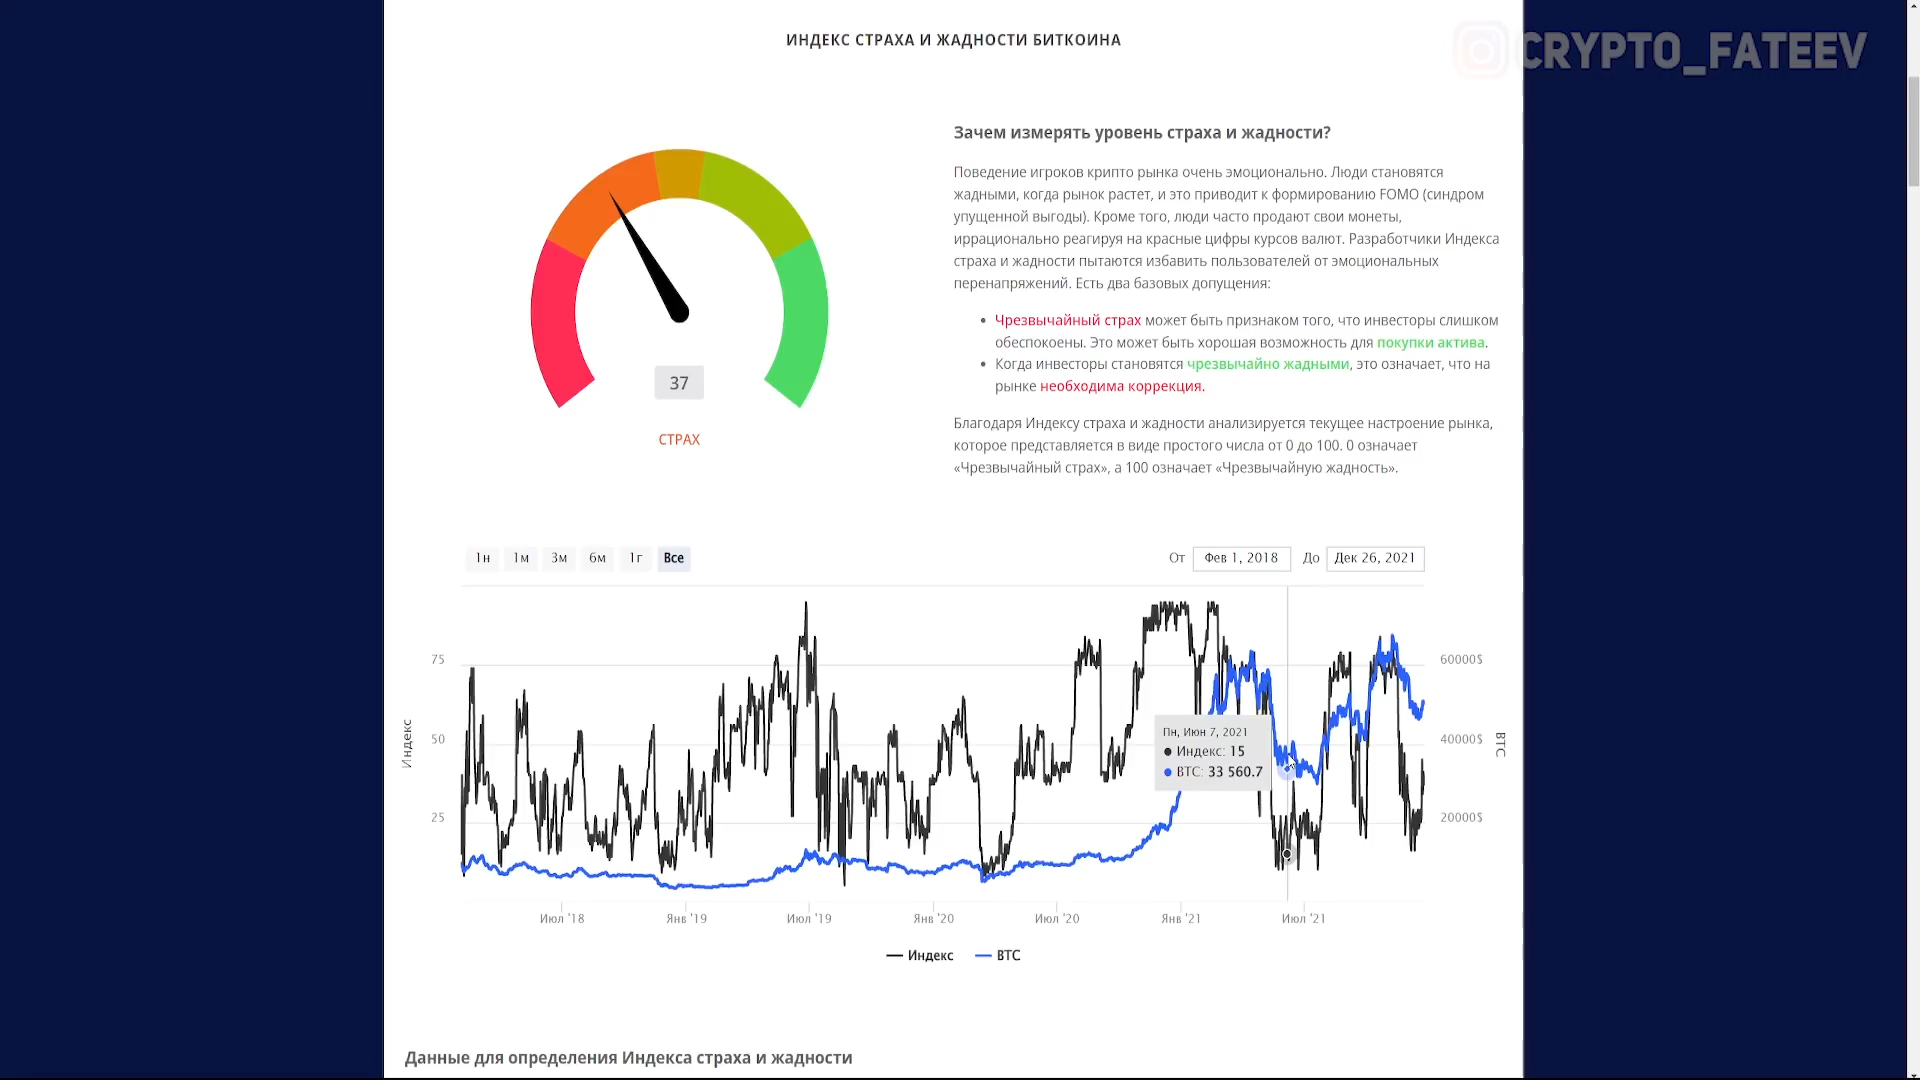 ИНДЕКС СТРАХА И ЖАДНОСТИ БИТКОИНА
CRYPTO_FATEEV
37
СТРАХ
Зачем измерять уровень страха и жадности?
Поведение игроков крипто рынка очень эмоционально. Люди становятся
жадными, когда рынок растет, и это приводит к формированию FOMO (синдром
упущенной выгоды). Кроме того, люди часто продают свои монеты,
иррационально реагируя на красные цифры курсов валют. Разработчики Индекса
страха и жадности пытаются избавить пользователей от эмоциональных
перенапряжений. Есть два базовых допущения:
Чрезвычайный страх может быть признаком того, что инвесторы слишком
обеспокоены. Это может быть хорошая возможность для покупки актива.
Когда инвесторы становятся чрезвычайно жадными, это означает, что на
рынке необходима коррекция.
Благодаря Индексу страха и жадности анализируется текущее настроение рынка,
которое представляется в виде простого числа от 0 до 100. 0 означает
«Чрезвычайный страх», а 100 означает «Чрезвычайную жадность».
1н 1м 3м 6м 1г Все
От Фев 1, 2018 До Дек 26, 2021
75
50
25
Индекс
60000$
40000$
20000$
BTC
Пн, Июн 7, 2021
Индекс: 15
BTC: 33 560.7
Июл '18 Янв '19 Июл '19 Янв '20 Июл '20 Янв '21 Июл '21
Индекс BTC
Данные для определения Индекса страха и жадности